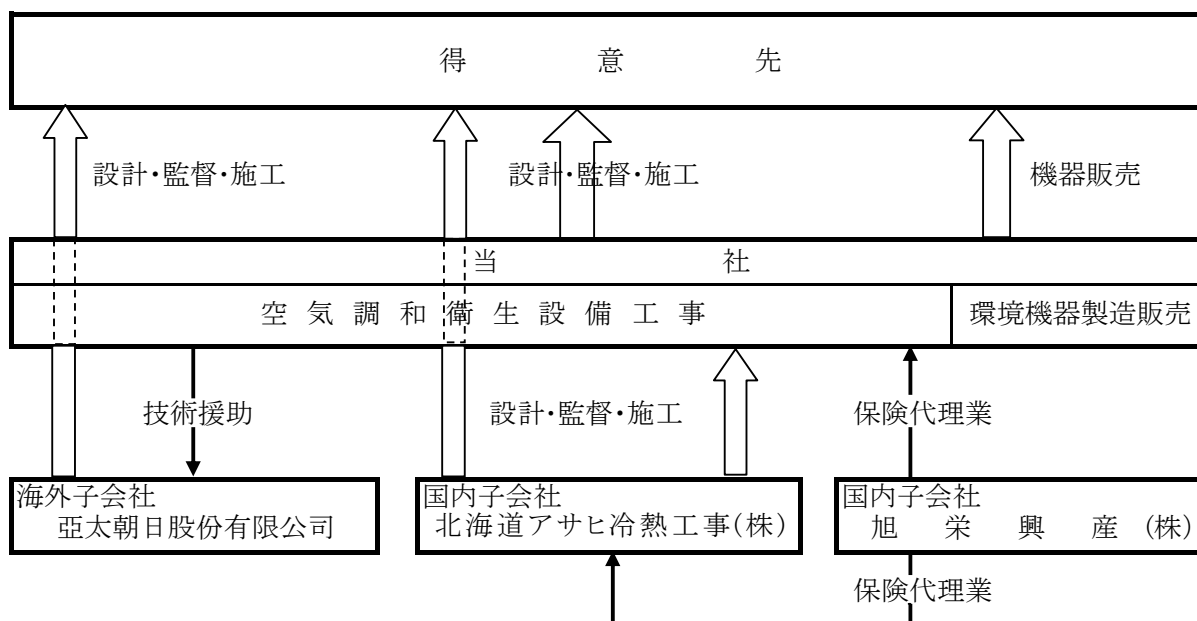 得意先
設計・監督・施工
設計・監督・施工
機器販売
当社
空気調和衛生設備工事
環境機器製造販売
技術援助
設計・監督・施工
保険代理業
海外子会社
亞太朝日股份有限公司
国内子会社
北海道アサヒ冷熱工事(株)
国内子会社
旭栄興産(株)
保険代理業